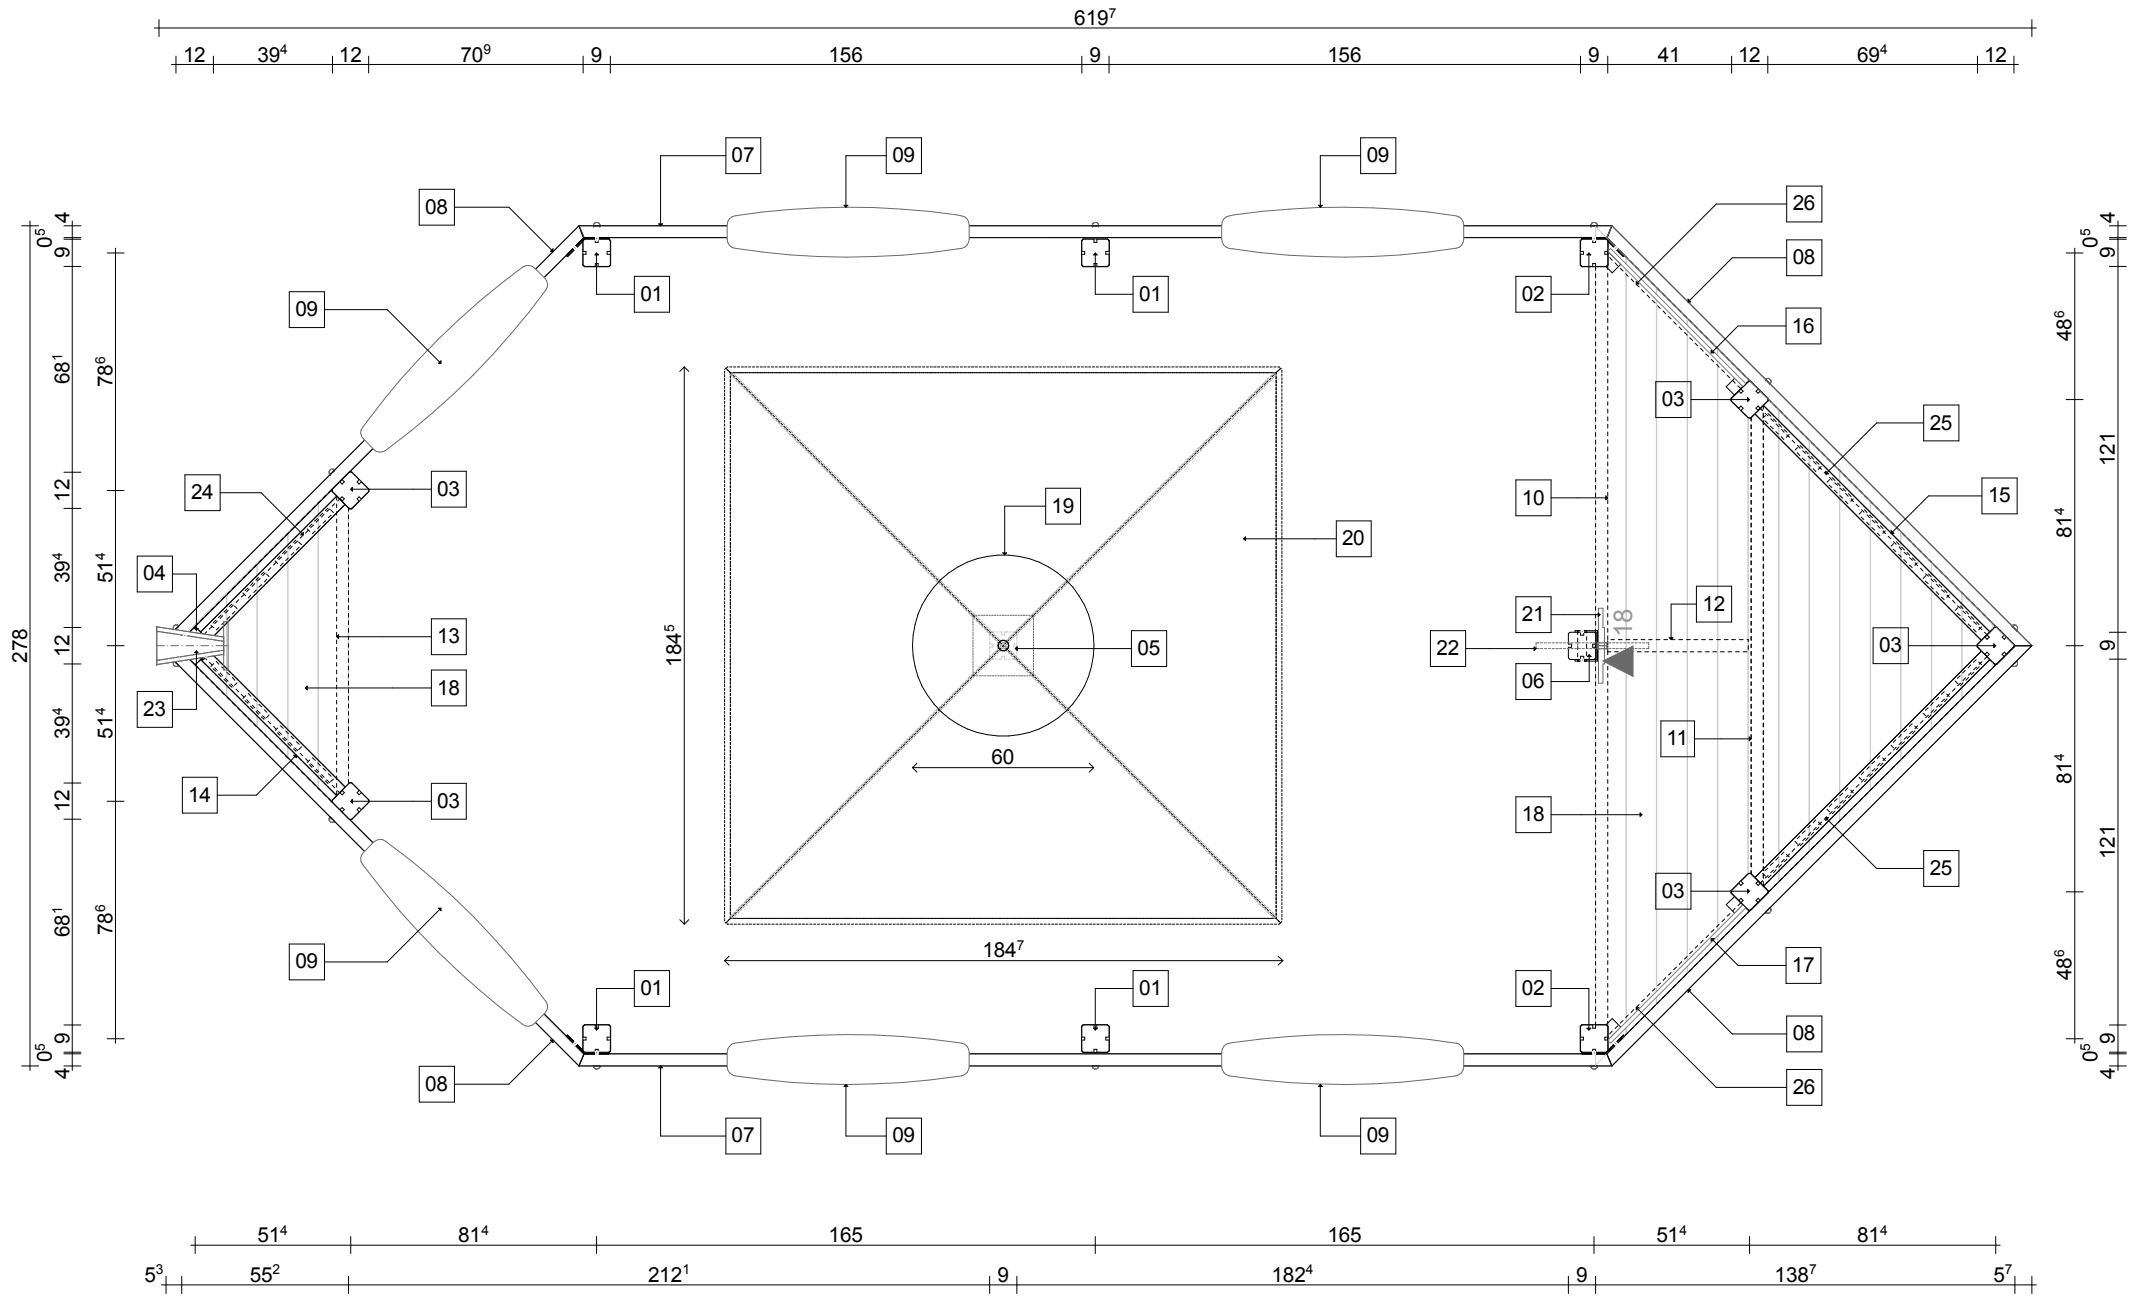 619⁷
12 39⁴ 12 70⁹ 9 156 9 156 9 41 12 69⁴ 12
07 09 09
08 26
4 4
0⁵ 0⁵
9 9
08
01 01 02
09
16
68¹ 78⁶ 48⁶
03
25
121
24 03
12
10 15
19
20 81⁴
04
39⁴ 51⁴
12 21 18
278 12 13 184⁵ 05 22 03 9
06
23 18
39⁴ 51⁴ 11
60 81⁴
14 12 03
18
121
25
03
09 68¹ 78⁶ 184⁷ 17 48⁶
01 01 02
08
9 9
0⁵ 0⁵
4 4
08 26
07 09 09
51⁴ 81⁴ 165 165 51⁴ 81⁴
5³ 55² 212¹ 9 182⁴ 9 138⁷ 5⁷